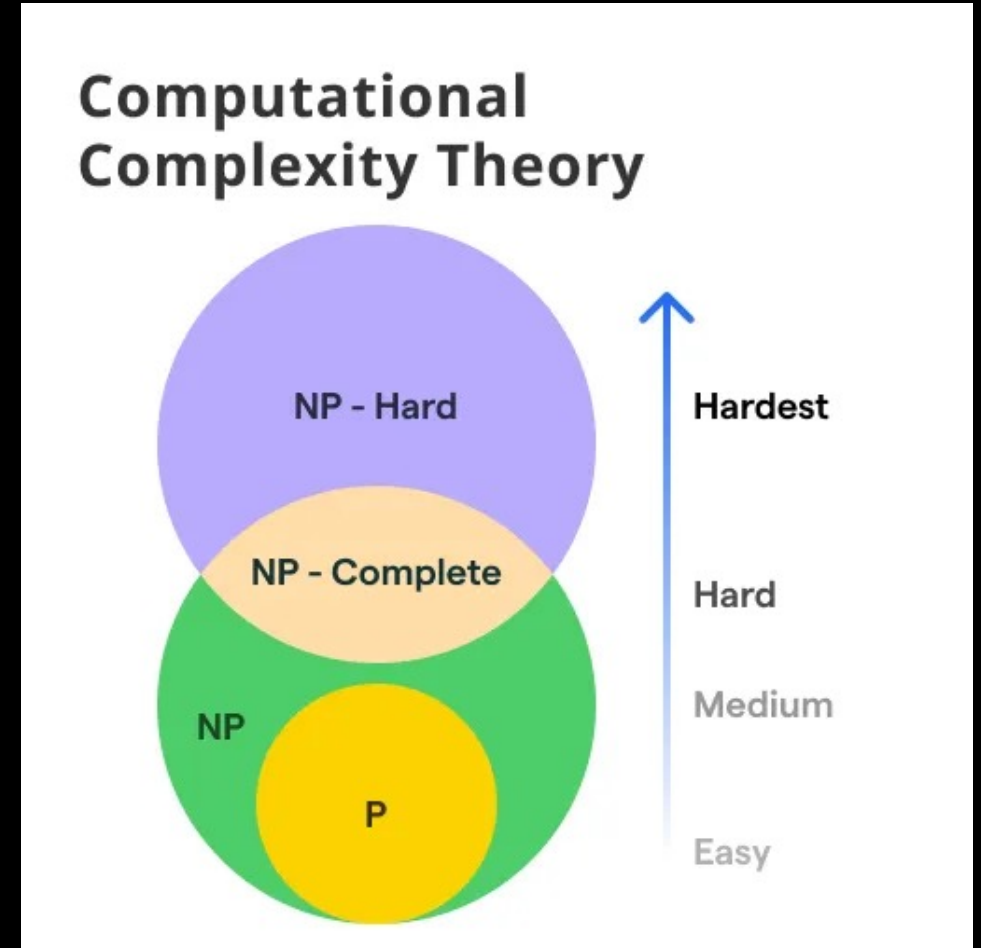 Computational
Complexity Theory
NP - Hard
Hardest
NP - Complete
Hard
Medium
NP
P
Easy